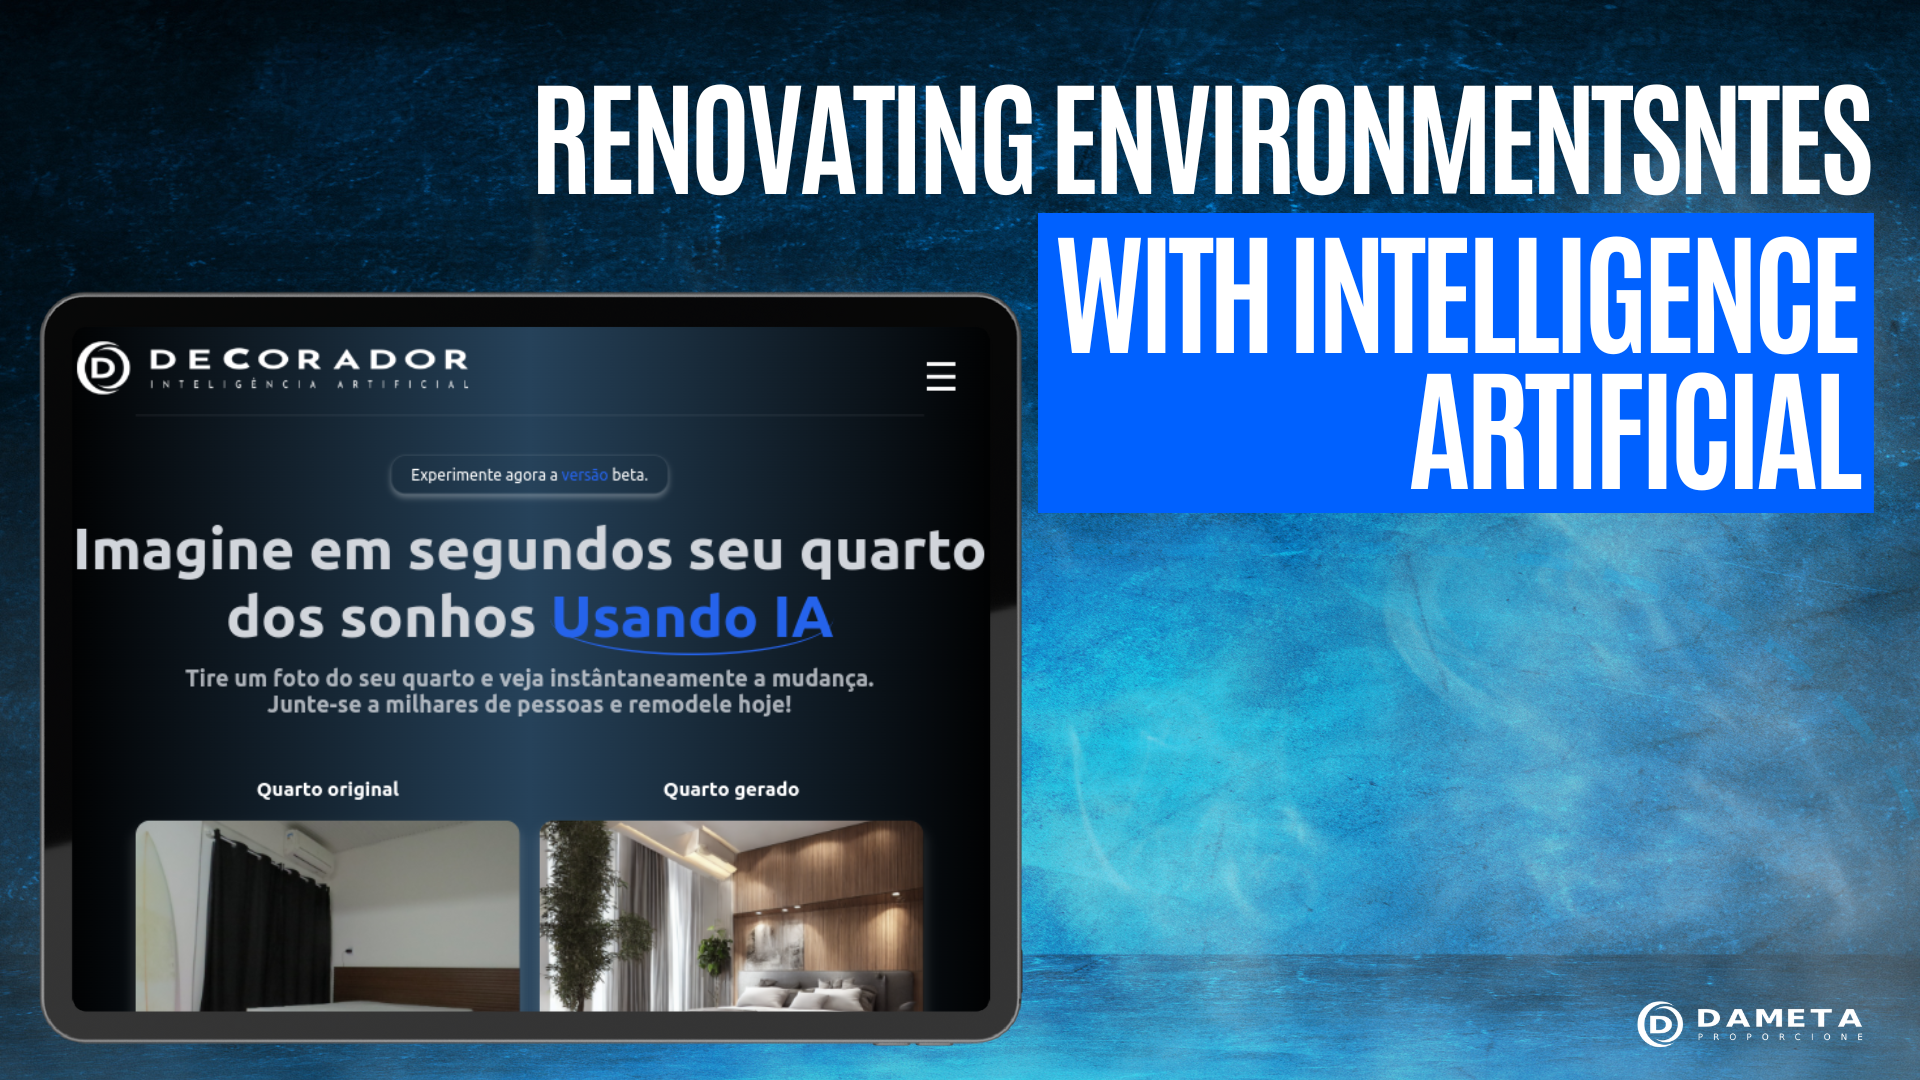 RENOVATING ENVIRONMENTSNTES
WITH INTELLIGENCE
ARTIFICIAL
DECORADOR
INTELIGÊNCIA ARTIFICIAL
Experimente agora a versão beta.
Imagine em segundos seu quarto
dos sonhos Usando IA
Tire um foto do seu quarto e veja instântaneamente a mudança.
Junte-se a milhares de pessoas e remodele hoje!
Quarto original
Quarto gerado
DAMETA
PROPORCIONE